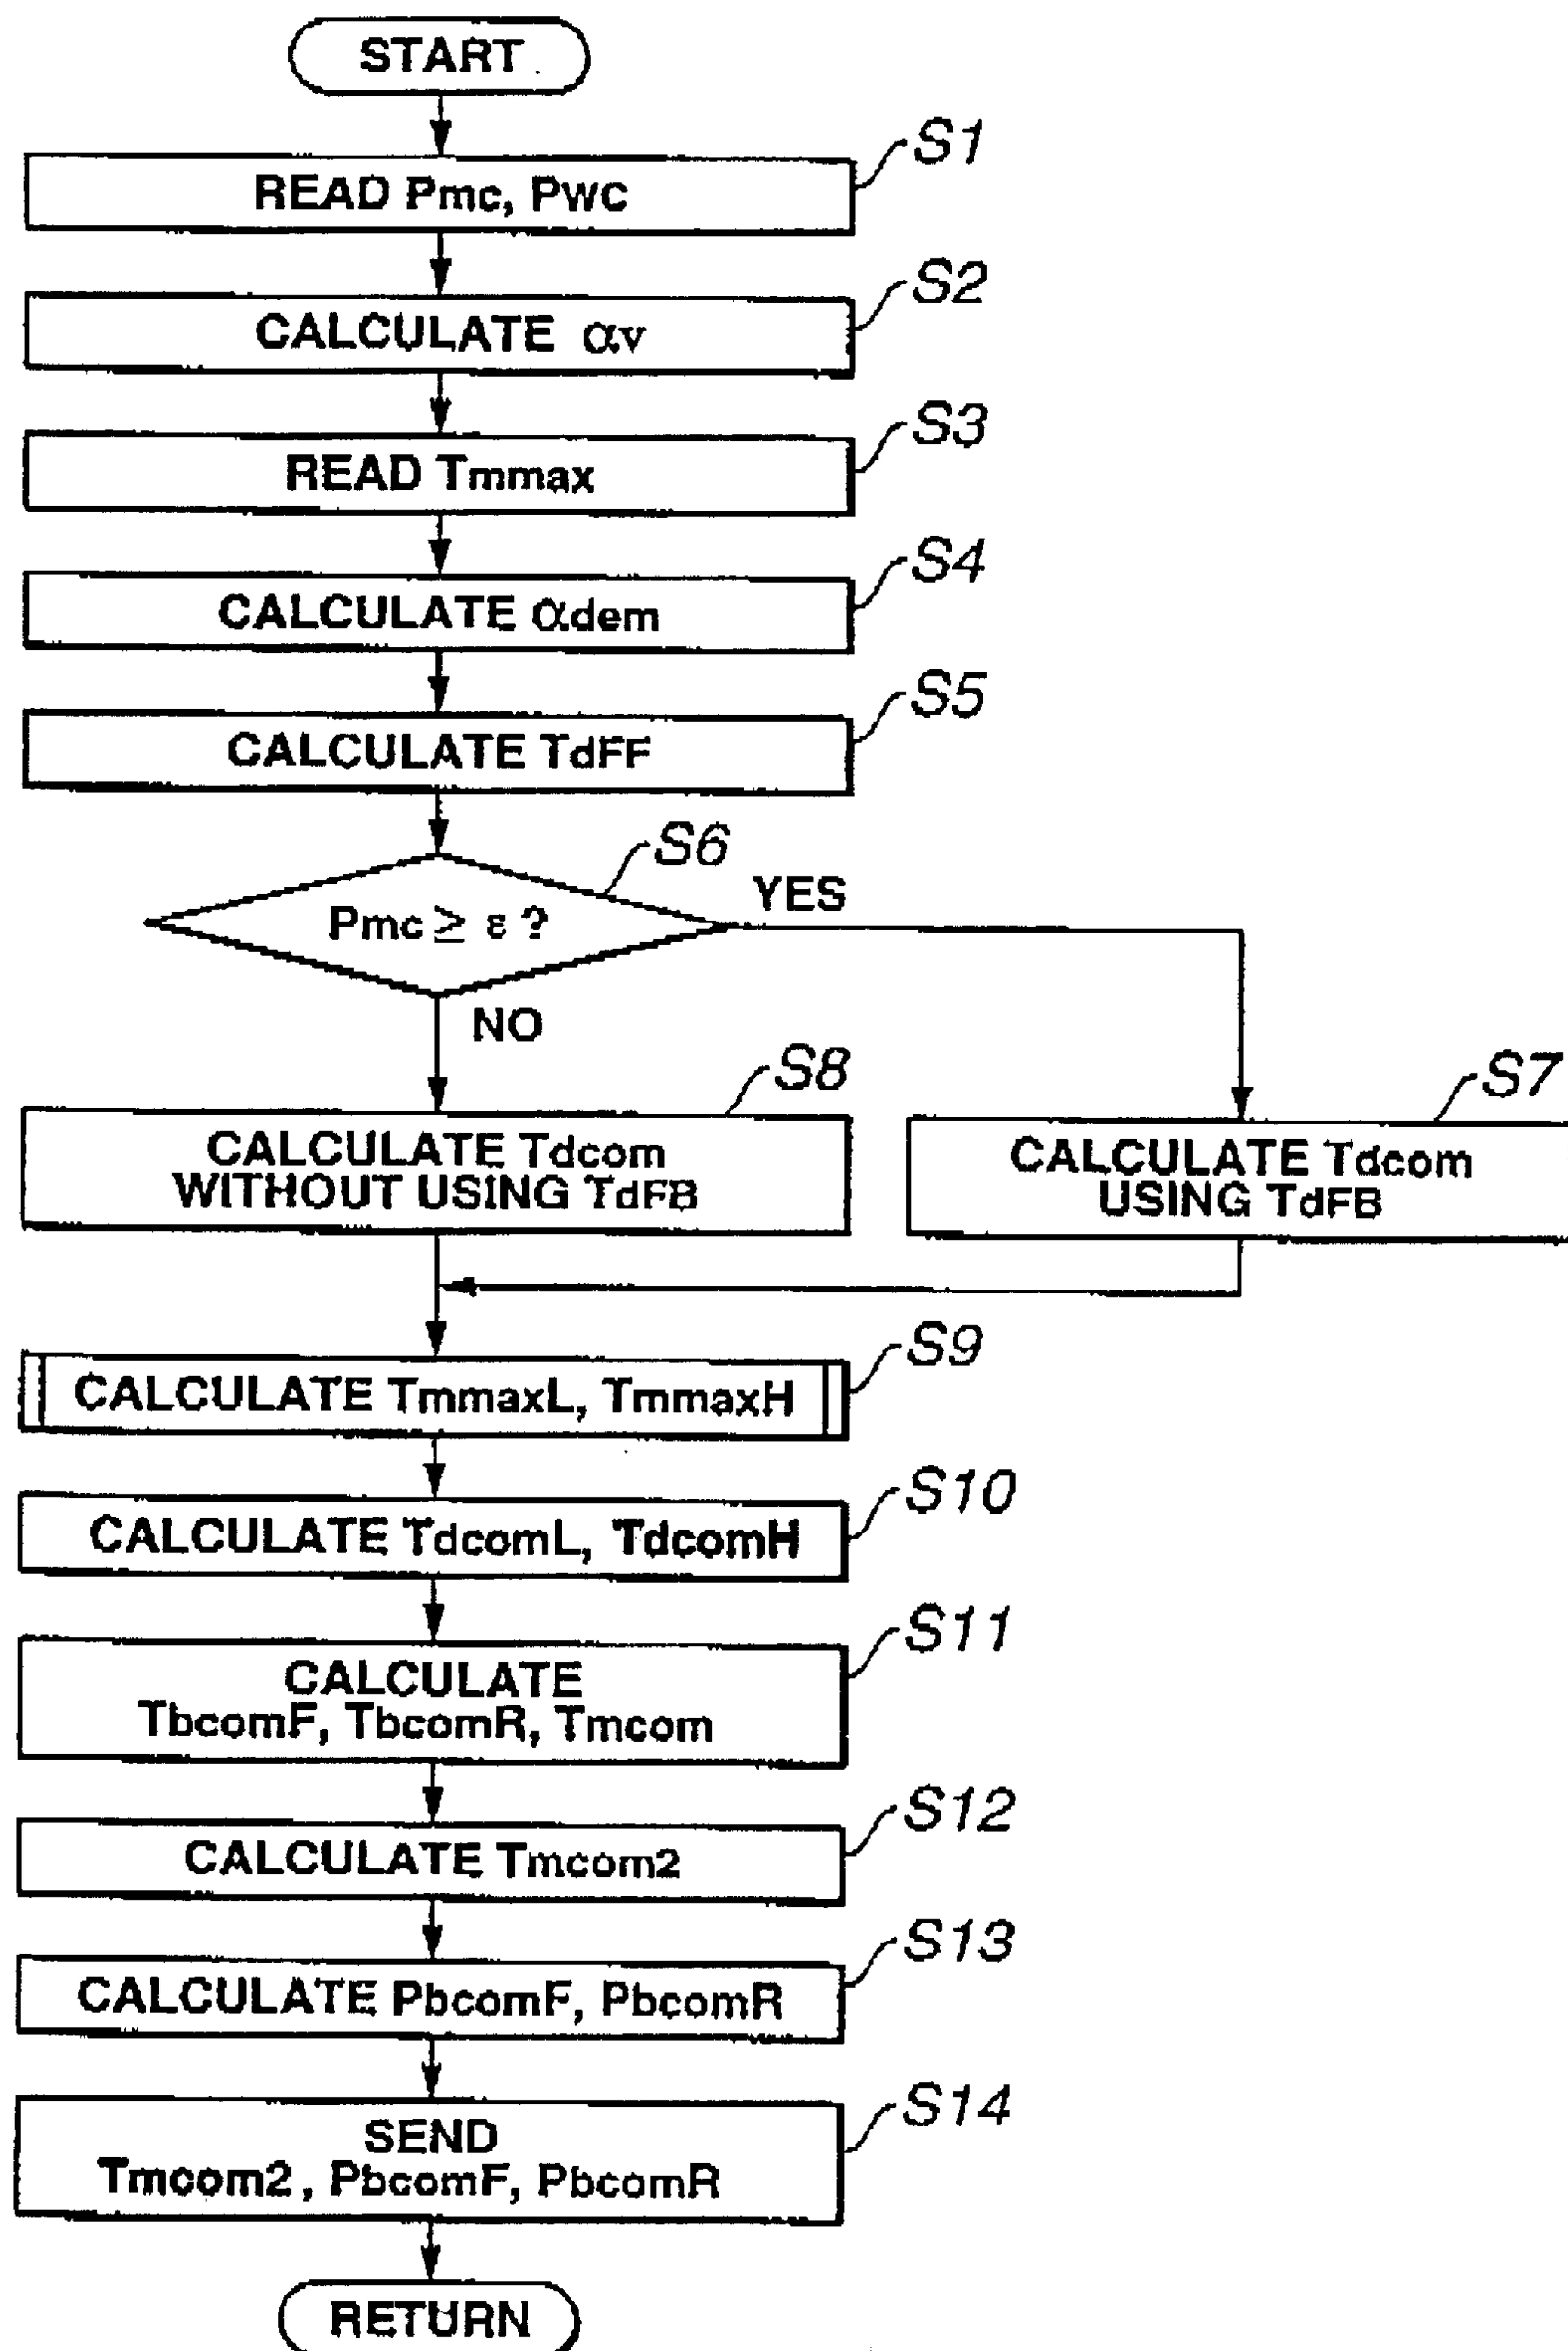 START
S1
READ Pmc, Pwc
S2
CALCULATE αv
S3
READ Tmmax
S4
CALCULATE αdem
S5
CALCULATE TdFF
S6
Pmc ≥ ε ?
YES
NO
S8
CALCULATE Tdcom
WITHOUT USING TdFB
S7
CALCULATE Tdcom
USING TdFB
S9
CALCULATE TmmaxL, TmmaxH
S10
CALCULATE TdcomL, TdcomH
S11
CALCULATE
TbcomF, TbcomR, Tmcom
S12
CALCULATE Tmcom2
S13
CALCULATE PbcomF, PbcomR
S14
SEND
Tmcom2, PbcomF, PbcomR
RETURN